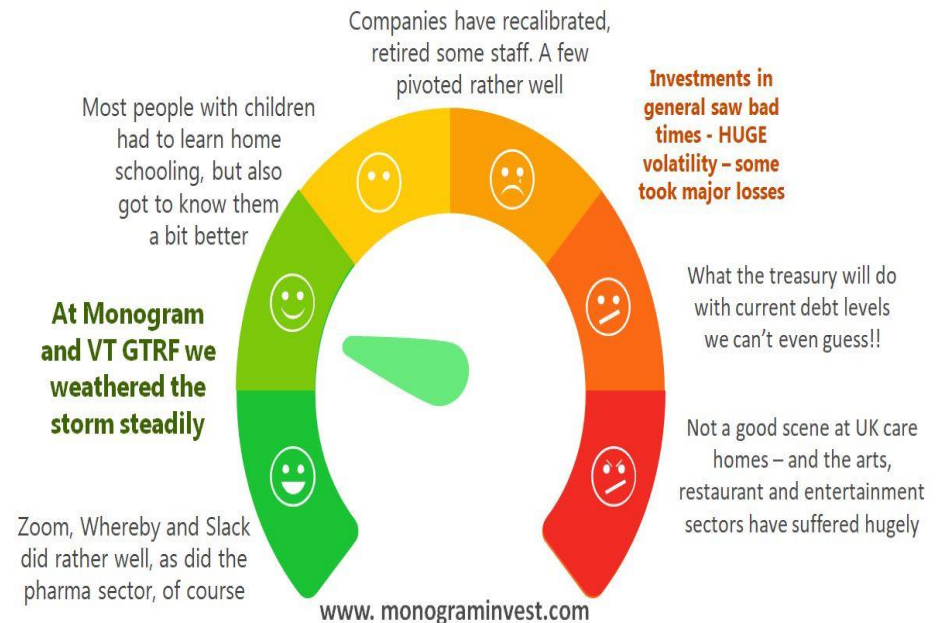 Companies have recalibrated,
retired some staff. A few
pivoted rather well
Investments in
general saw bad
times - HUGE
volatility – some
took major losses
Most people with children
had to learn home
schooling, but also
got to know them
a bit better
What the treasury will do
with current debt levels
we can’t even guess!!
At Monogram
and VT GTRF we
weathered the
storm steadily
Not a good scene at UK care
homes – and the arts,
restaurant and entertainment
sectors have suffered hugely
Zoom, Whereby and Slack
did rather well, as did the
pharma sector, of course
www. monograminvest.com